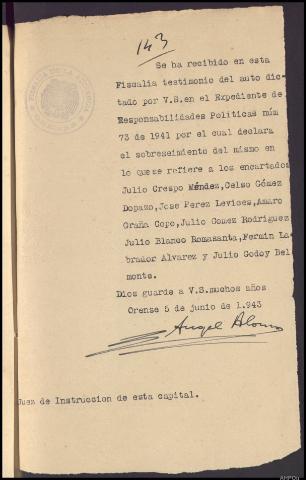 143
Se ha recibido en esta
Fiscalia testimonio del auto dic-
tado por V.S. en el Expediente de
Responsabilidades Politicas núm
73 de 1941 por el cual declara
el sobreseimiento del mismo en
lo que se refiere a los encartados
Julio Crespo Méndez, Celso Gómez
Dopazo, Jose Perez Levices, Amaro
Graña Copo, Julio Gomez Rodriguez
Julio Blanco Romasanta, Fermin La-
brador Alvarez y Julio Godoy Bel
monte.
Dios guarde a V.S. muchos años
Orense 5 de junio de 1.943
Angel Alonso
Juez de Instruccion de esta capital.
AHPOu